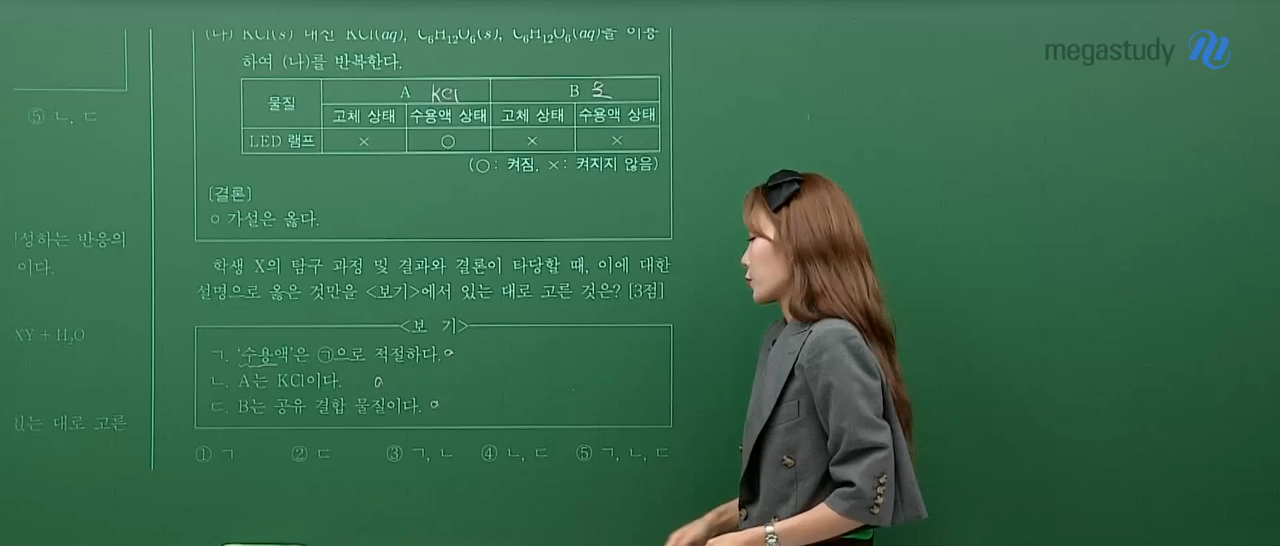 megastudy
(나) KCl(s) 대신 KCl(aq), C₆H₁₂O₆(s), C₆H₁₂O₆(aq)을 이용
하여 (나)를 반복한다.
물질 A KCl B
고체 상태 수용액 상태 고체 상태 수용액 상태
LED 램프 × ○ × ×
(○: 켜짐, ×: 켜지지 않음)
[결론]
○ 가설은 옳다.
학생 X의 탐구 과정 및 결과와 결론이 타당할 때, 이에 대한
설명으로 옳은 것만을 <보기>에서 있는 대로 고른 것은? [3점]
<보 기>
ㄱ. '수용액'은 ㉠으로 적절하다.
ㄴ. A는 KCl이다.
ㄷ. B는 공유 결합 물질이다.
① ㄱ ② ㄷ ③ ㄱ, ㄴ ④ ㄴ, ㄷ ⑤ ㄱ, ㄴ, ㄷ
⑤ ㄴ, ㄷ
성하는 반응의
이다.
XY + H₂O
있는 대로 고른